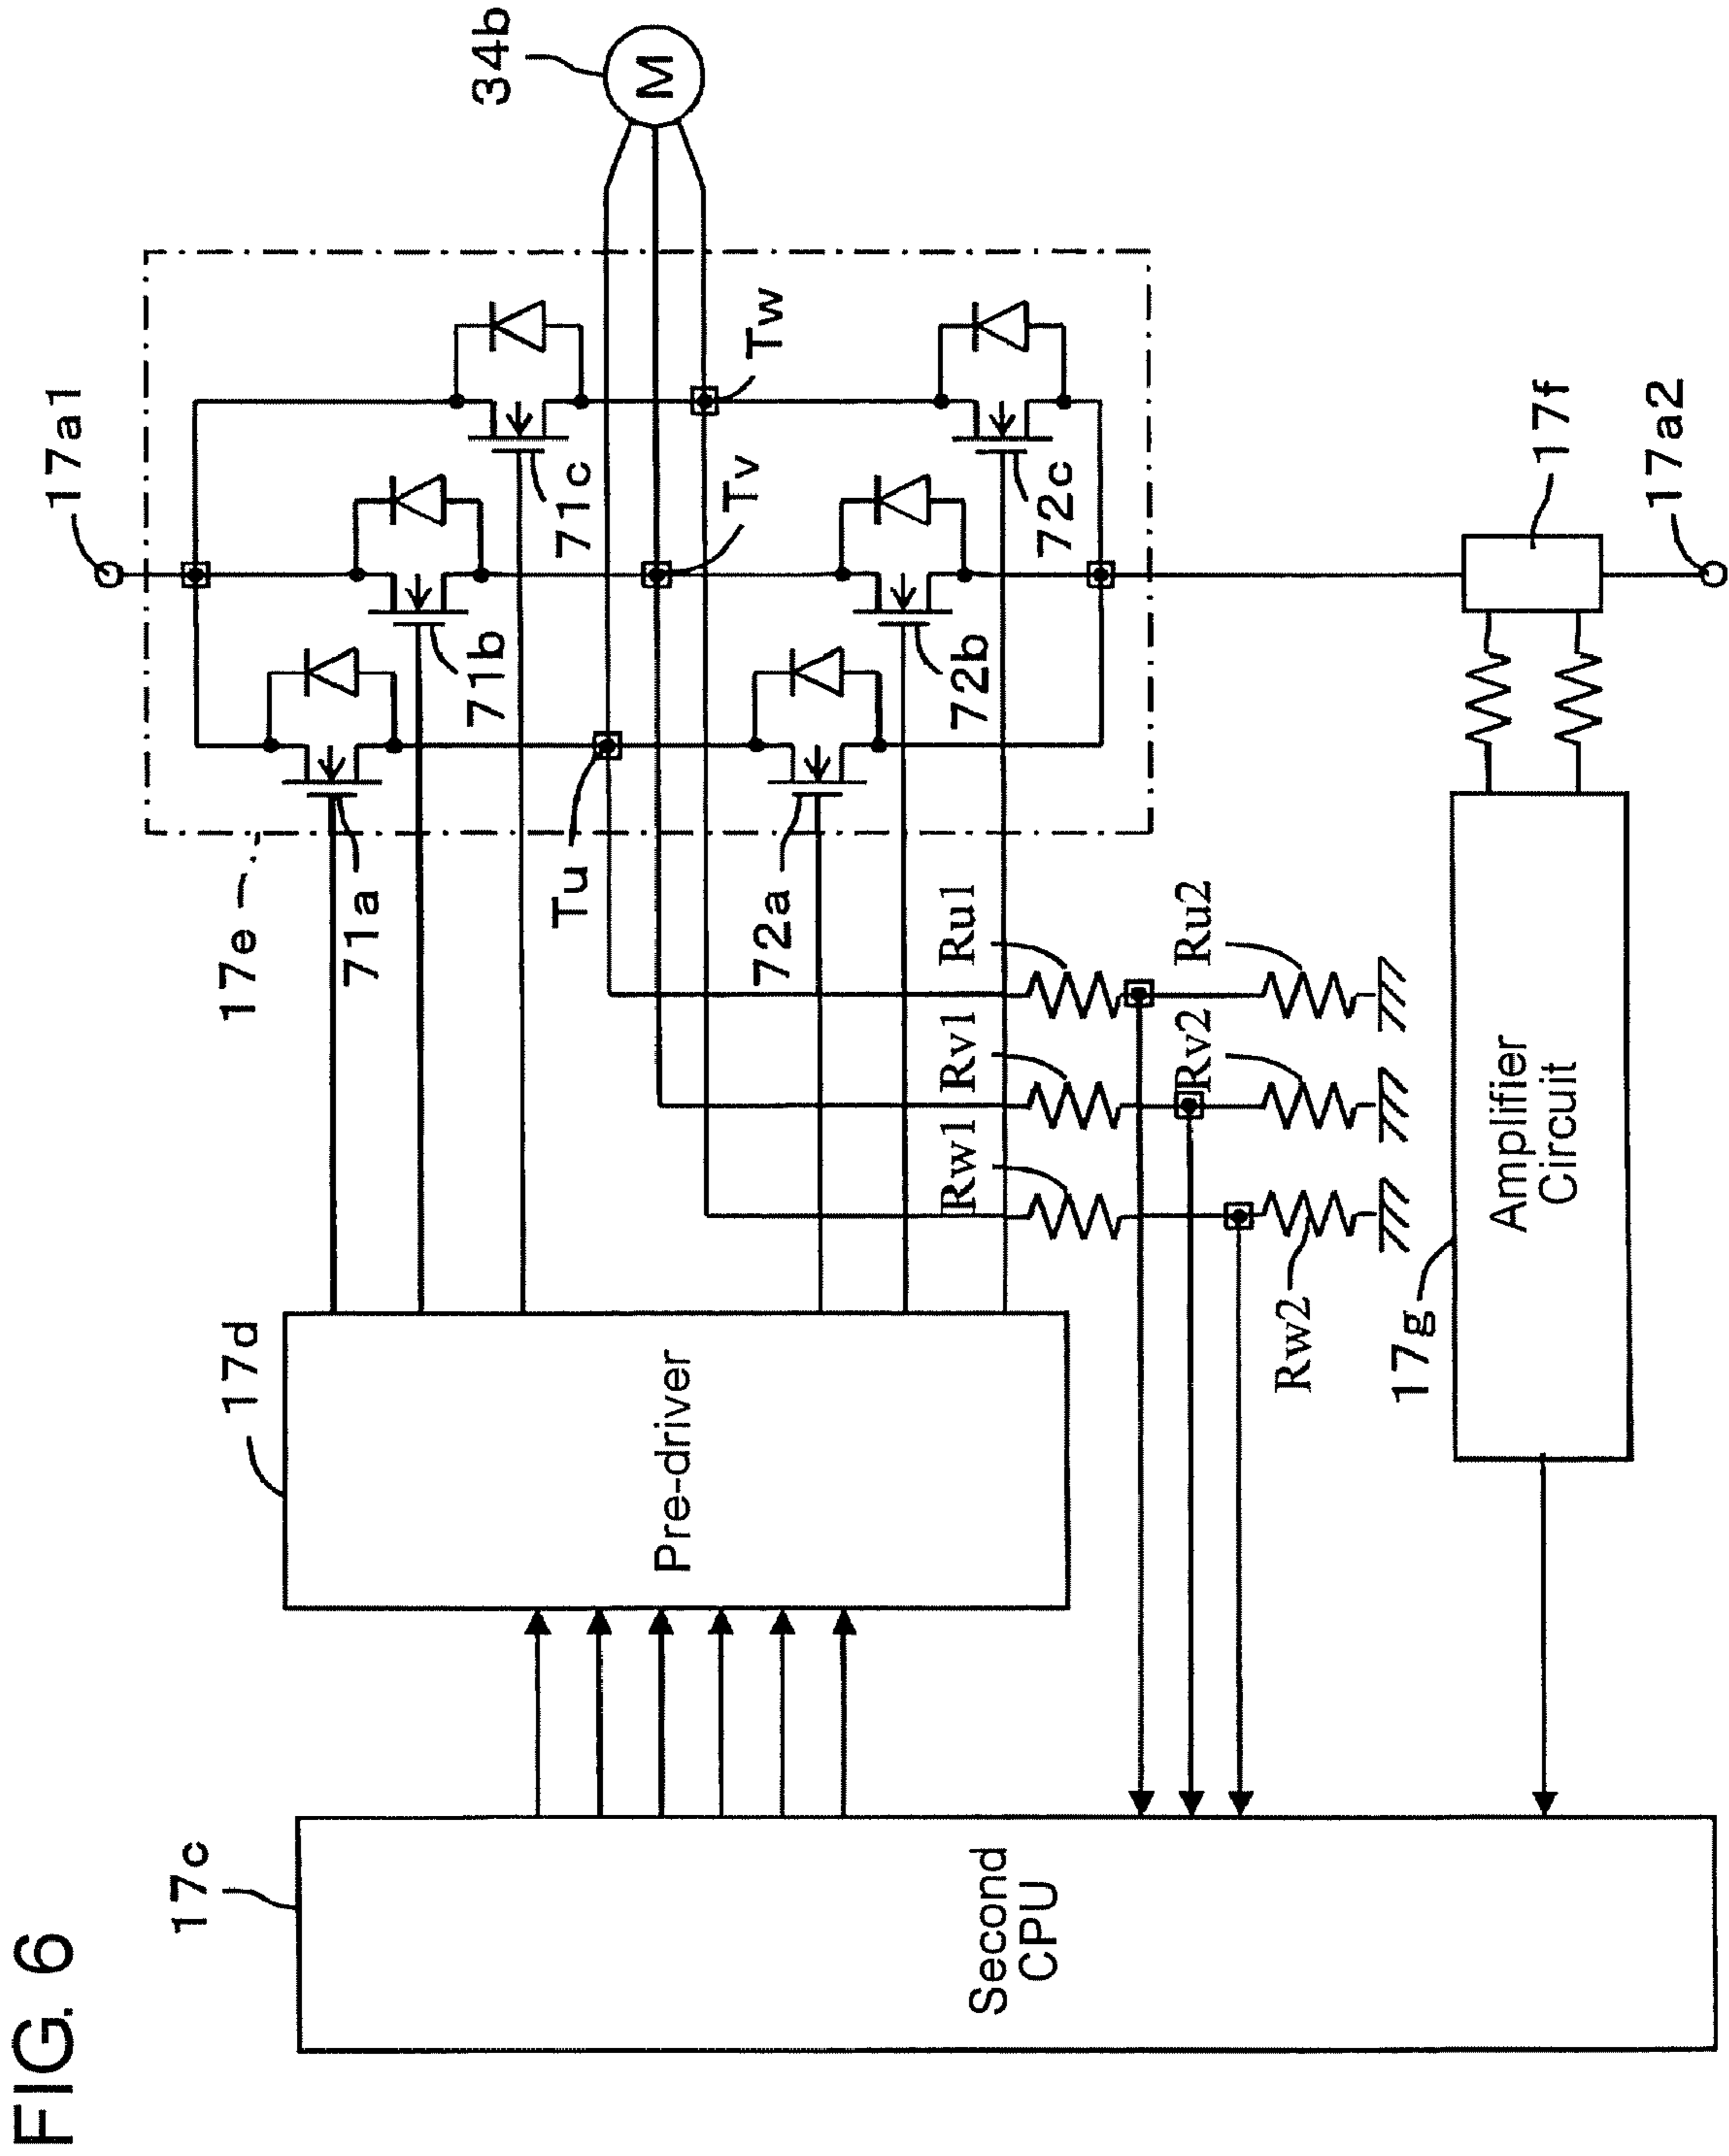 FIG. 6
17a1
34b
M
17e
71a
71b
71c
Tu
Tv
Tw
72a
72b
72c
17d
Pre-driver
Ru1
Rv1
Rw1
Ru2
Rv2
Rw2
17c
Second
CPU
17g
Amplifier
Circuit
17f
17a2